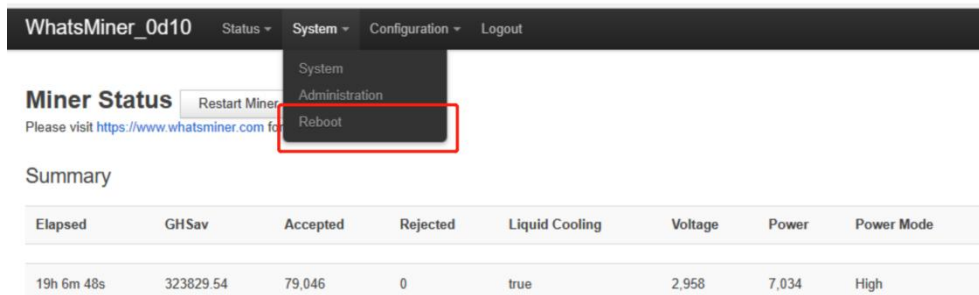 WhatsMiner_0d10 Status System Configuration Logout
System
Administration
Reboot
Miner Status Restart Miner
Please visit https://www.whatsminer.com for
Summary
Elapsed GHSav Accepted Rejected Liquid Cooling Voltage Power Power Mode
19h 6m 48s 323829.54 79,046 0 true 2,958 7,034 High